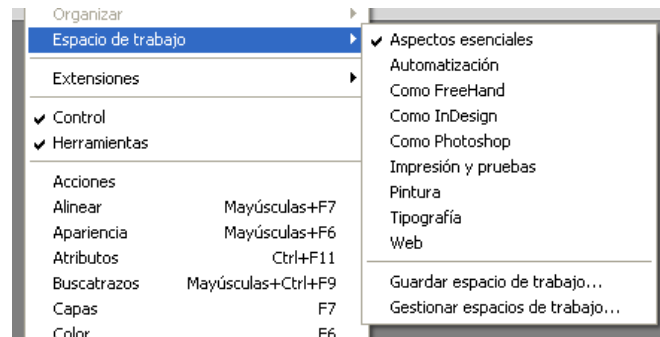 Organizar
Espacio de trabajo
Extensiones
Control
Herramientas
Acciones
Alinear Mayúsculas+F7
Apariencia Mayúsculas+F6
Atributos Ctrl+F11
Buscatrazos Mayúsculas+Ctrl+F9
Capas F7
Color F6
Aspectos esenciales
Automatización
Como FreeHand
Como InDesign
Como Photoshop
Impresión y pruebas
Pintura
Tipografía
Web
Guardar espacio de trabajo...
Gestionar espacios de trabajo...